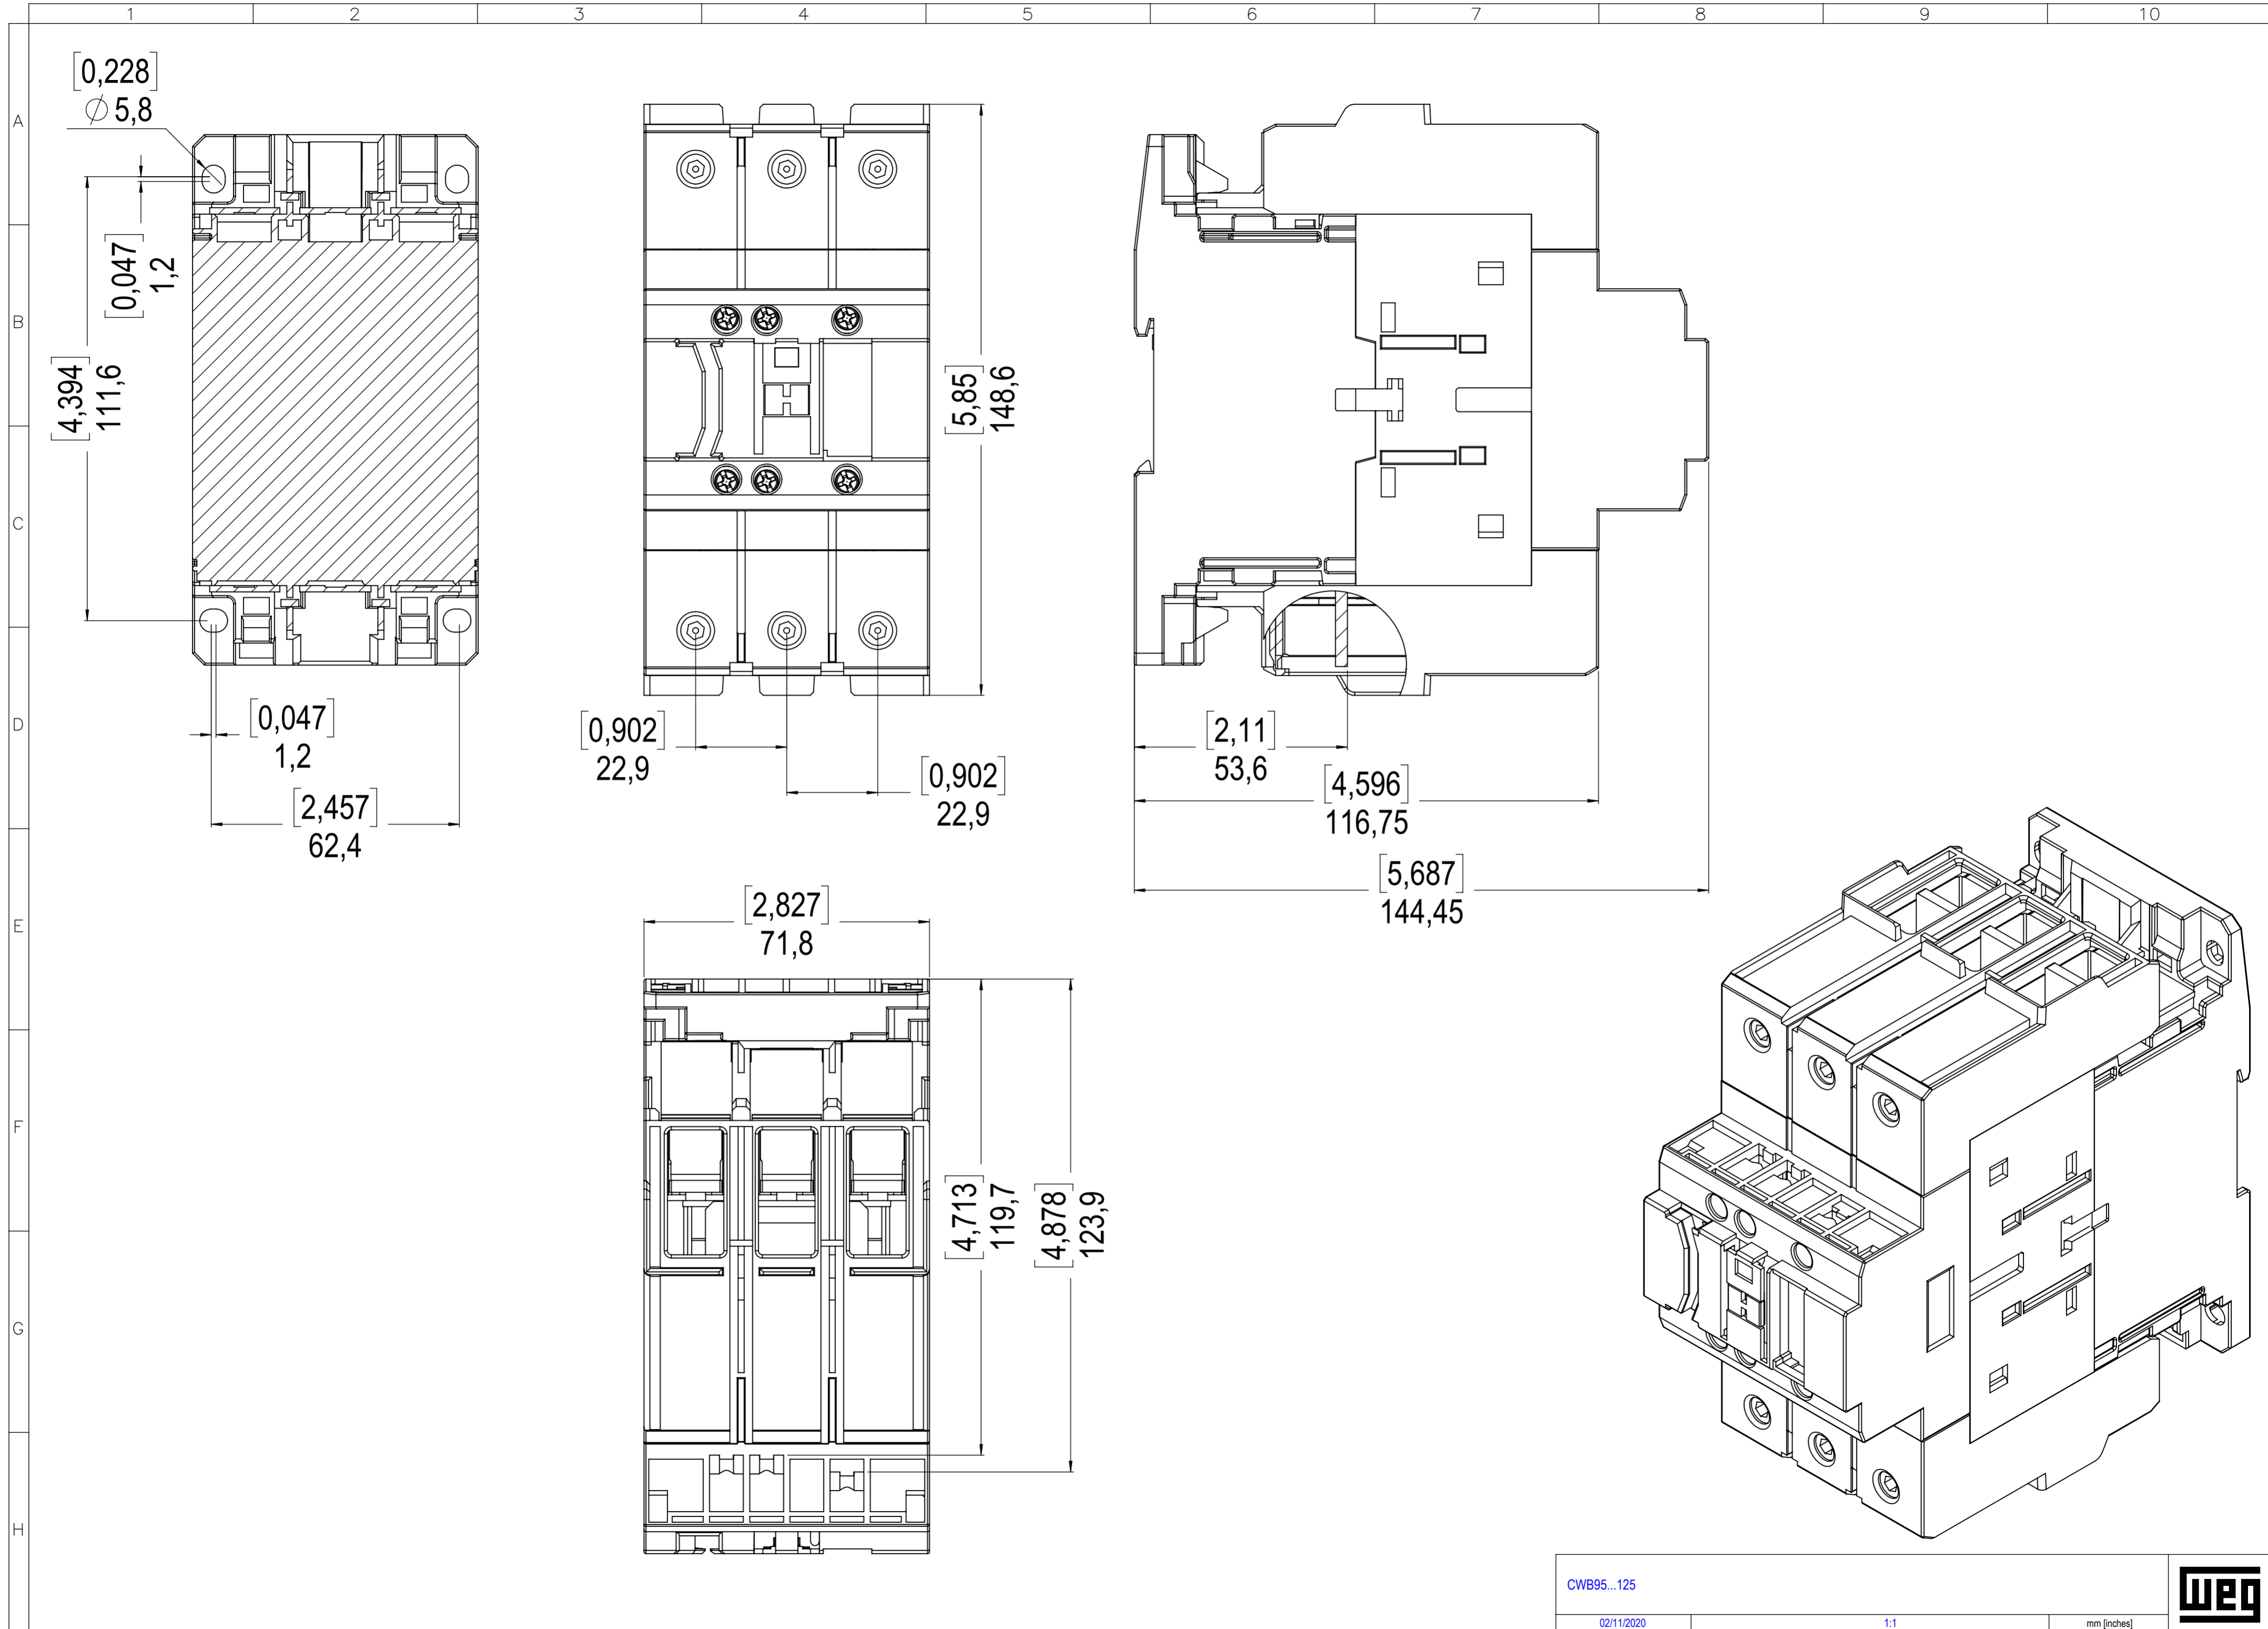 1 2 3 4 5 6 7 8 9 10
A
B
C
D
E
F
G
H
[0,228]
⌀ 5,8
[0,047]
1,2
[4,394]
111,6
[0,047]
1,2
[2,457]
62,4
[5,85]
148,6
[0,902]
22,9
[0,902]
22,9
[2,11]
53,6
[4,596]
116,75
[5,687]
144,45
[2,827]
71,8
[4,713]
119,7
[4,878]
123,9
CWB95...125
02/11/2020 1:1 mm [inches]
weg